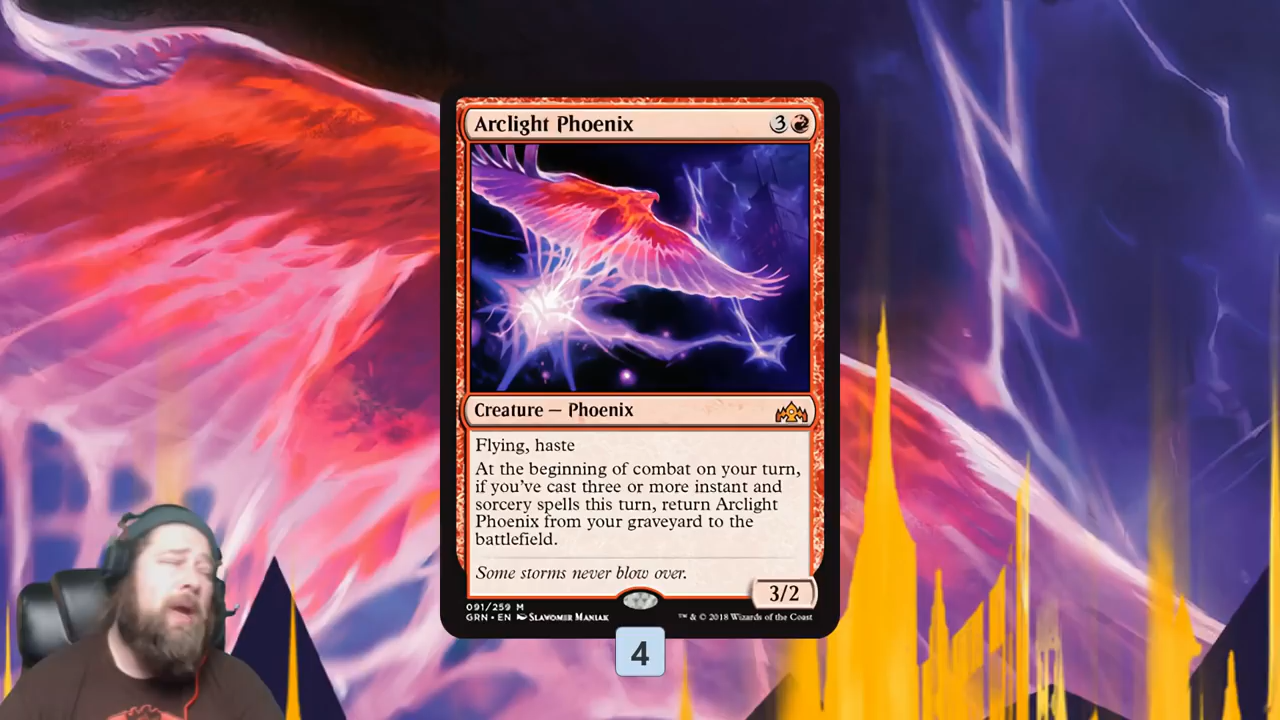 Arclight Phoenix 3
Creature — Phoenix
Flying, haste
At the beginning of combat on your turn,
if you've cast three or more instant and
sorcery spells this turn, return Arclight
Phoenix from your graveyard to the
battlefield.
Some storms never blow over.
3/2
091/259 M
GRN • EN Slawomir Maniak
™ & © 2018 Wizards of the Coast
4